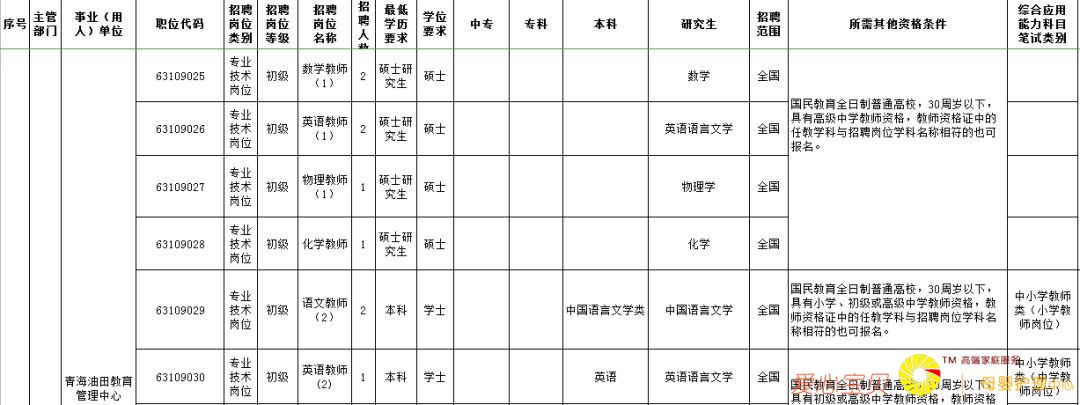 序号 主管部门 事业（用人）单位 职位代码 招聘岗位类别 招聘岗位等级 招聘岗位名称 招聘人数 最低学历要求 学位要求 中专 专科 本科 研究生 招聘范围 所需其他资格条件 综合应用能力科目笔试类别
青海油田教育管理中心
63109025 专业技术岗位 初级 数学教师（1） 2 硕士研究生 硕士 数学 全国
国民教育全日制普通高校，30周岁以下，
具有高级中学教师资格，教师资格证中的
任教学科与招聘岗位学科名称相符的也可
报名。
63109026 专业技术岗位 初级 英语教师（1） 2 硕士研究生 硕士 英语语言文学 全国
63109027 专业技术岗位 初级 物理教师（1） 1 硕士研究生 硕士 物理学 全国
63109028 专业技术岗位 初级 化学教师 1 硕士研究生 硕士 化学 全国
63109029 专业技术岗位 初级 语文教师（2） 2 本科 学士 中国语言文学类 中国语言文学 全国
国民教育全日制普通高校，30周岁以下，
具有小学、初级或高级中学教师资格，教
师资格证中的任教学科与招聘岗位学科名
称相符的也可报名。
中小学教师类（小学教师岗位）
63109030 专业技术岗位 初级 英语教师(2) 1 本科 学士 英语 英语语言文学 全国
国民教育全日制普通高校，30周岁以下，
具有初级或高级中学教师资格，教师资格
中小学教师类（中学教师岗位）
TM 高端家庭服务
爱心宝贝